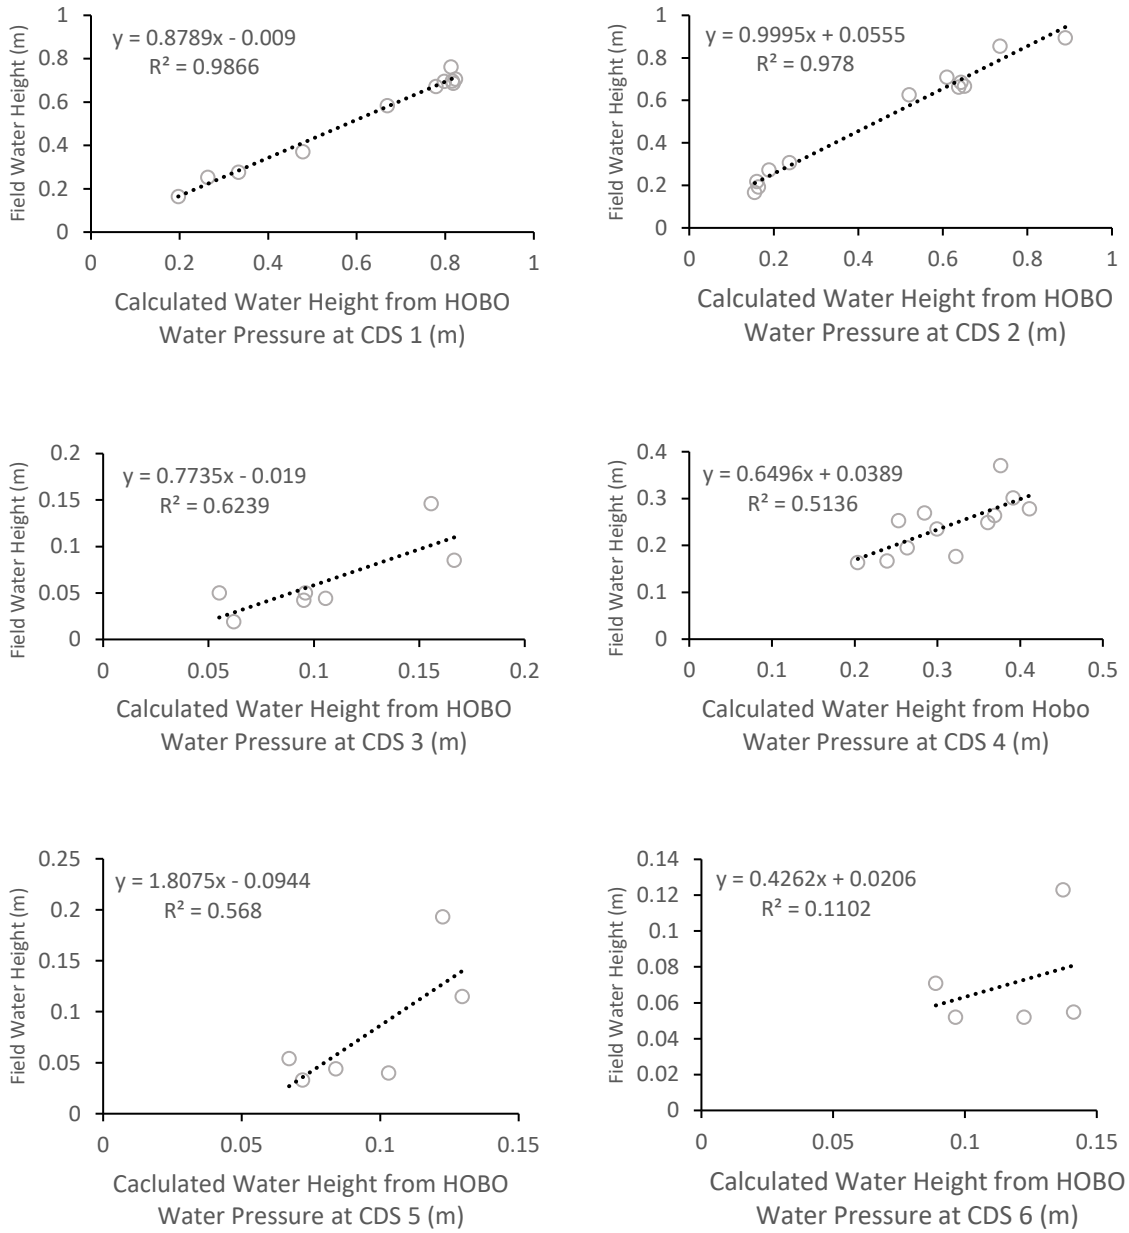 Field Water Height (m)
y = 0.8789x - 0.009
R² = 0.9866
1
0.8
0.6
0.4
0.2
0
0 0.2 0.4 0.6 0.8 1
Calculated Water Height from HOBO
Water Pressure at CDS 1 (m)
Field Water Height (m)
y = 0.9995x + 0.0555
R² = 0.978
1
0.8
0.6
0.4
0.2
0
0 0.2 0.4 0.6 0.8 1
Calculated Water Height from HOBO
Water Pressure at CDS 2 (m)
Field Water Height (m)
y = 0.7735x - 0.019
R² = 0.6239
0.2
0.15
0.1
0.05
0
0 0.05 0.1 0.15 0.2
Calculated Water Height from HOBO
Water Pressure at CDS 3 (m)
Field Water Height (m)
y = 0.6496x + 0.0389
R² = 0.5136
0.4
0.3
0.2
0.1
0
0 0.1 0.2 0.3 0.4 0.5
Calculated Water Height from Hobo
Water Pressure at CDS 4 (m)
Field Water Height (m)
y = 1.8075x - 0.0944
R² = 0.568
0.25
0.2
0.15
0.1
0.05
0
0 0.05 0.1 0.15
Caclulated Water Height from HOBO
Water Pressure at CDS 5 (m)
Field Water Height (m)
y = 0.4262x + 0.0206
R² = 0.1102
0.14
0.12
0.1
0.08
0.06
0.04
0.02
0
0 0.05 0.1 0.15
Calculated Water Height from HOBO
Water Pressure at CDS 6 (m)